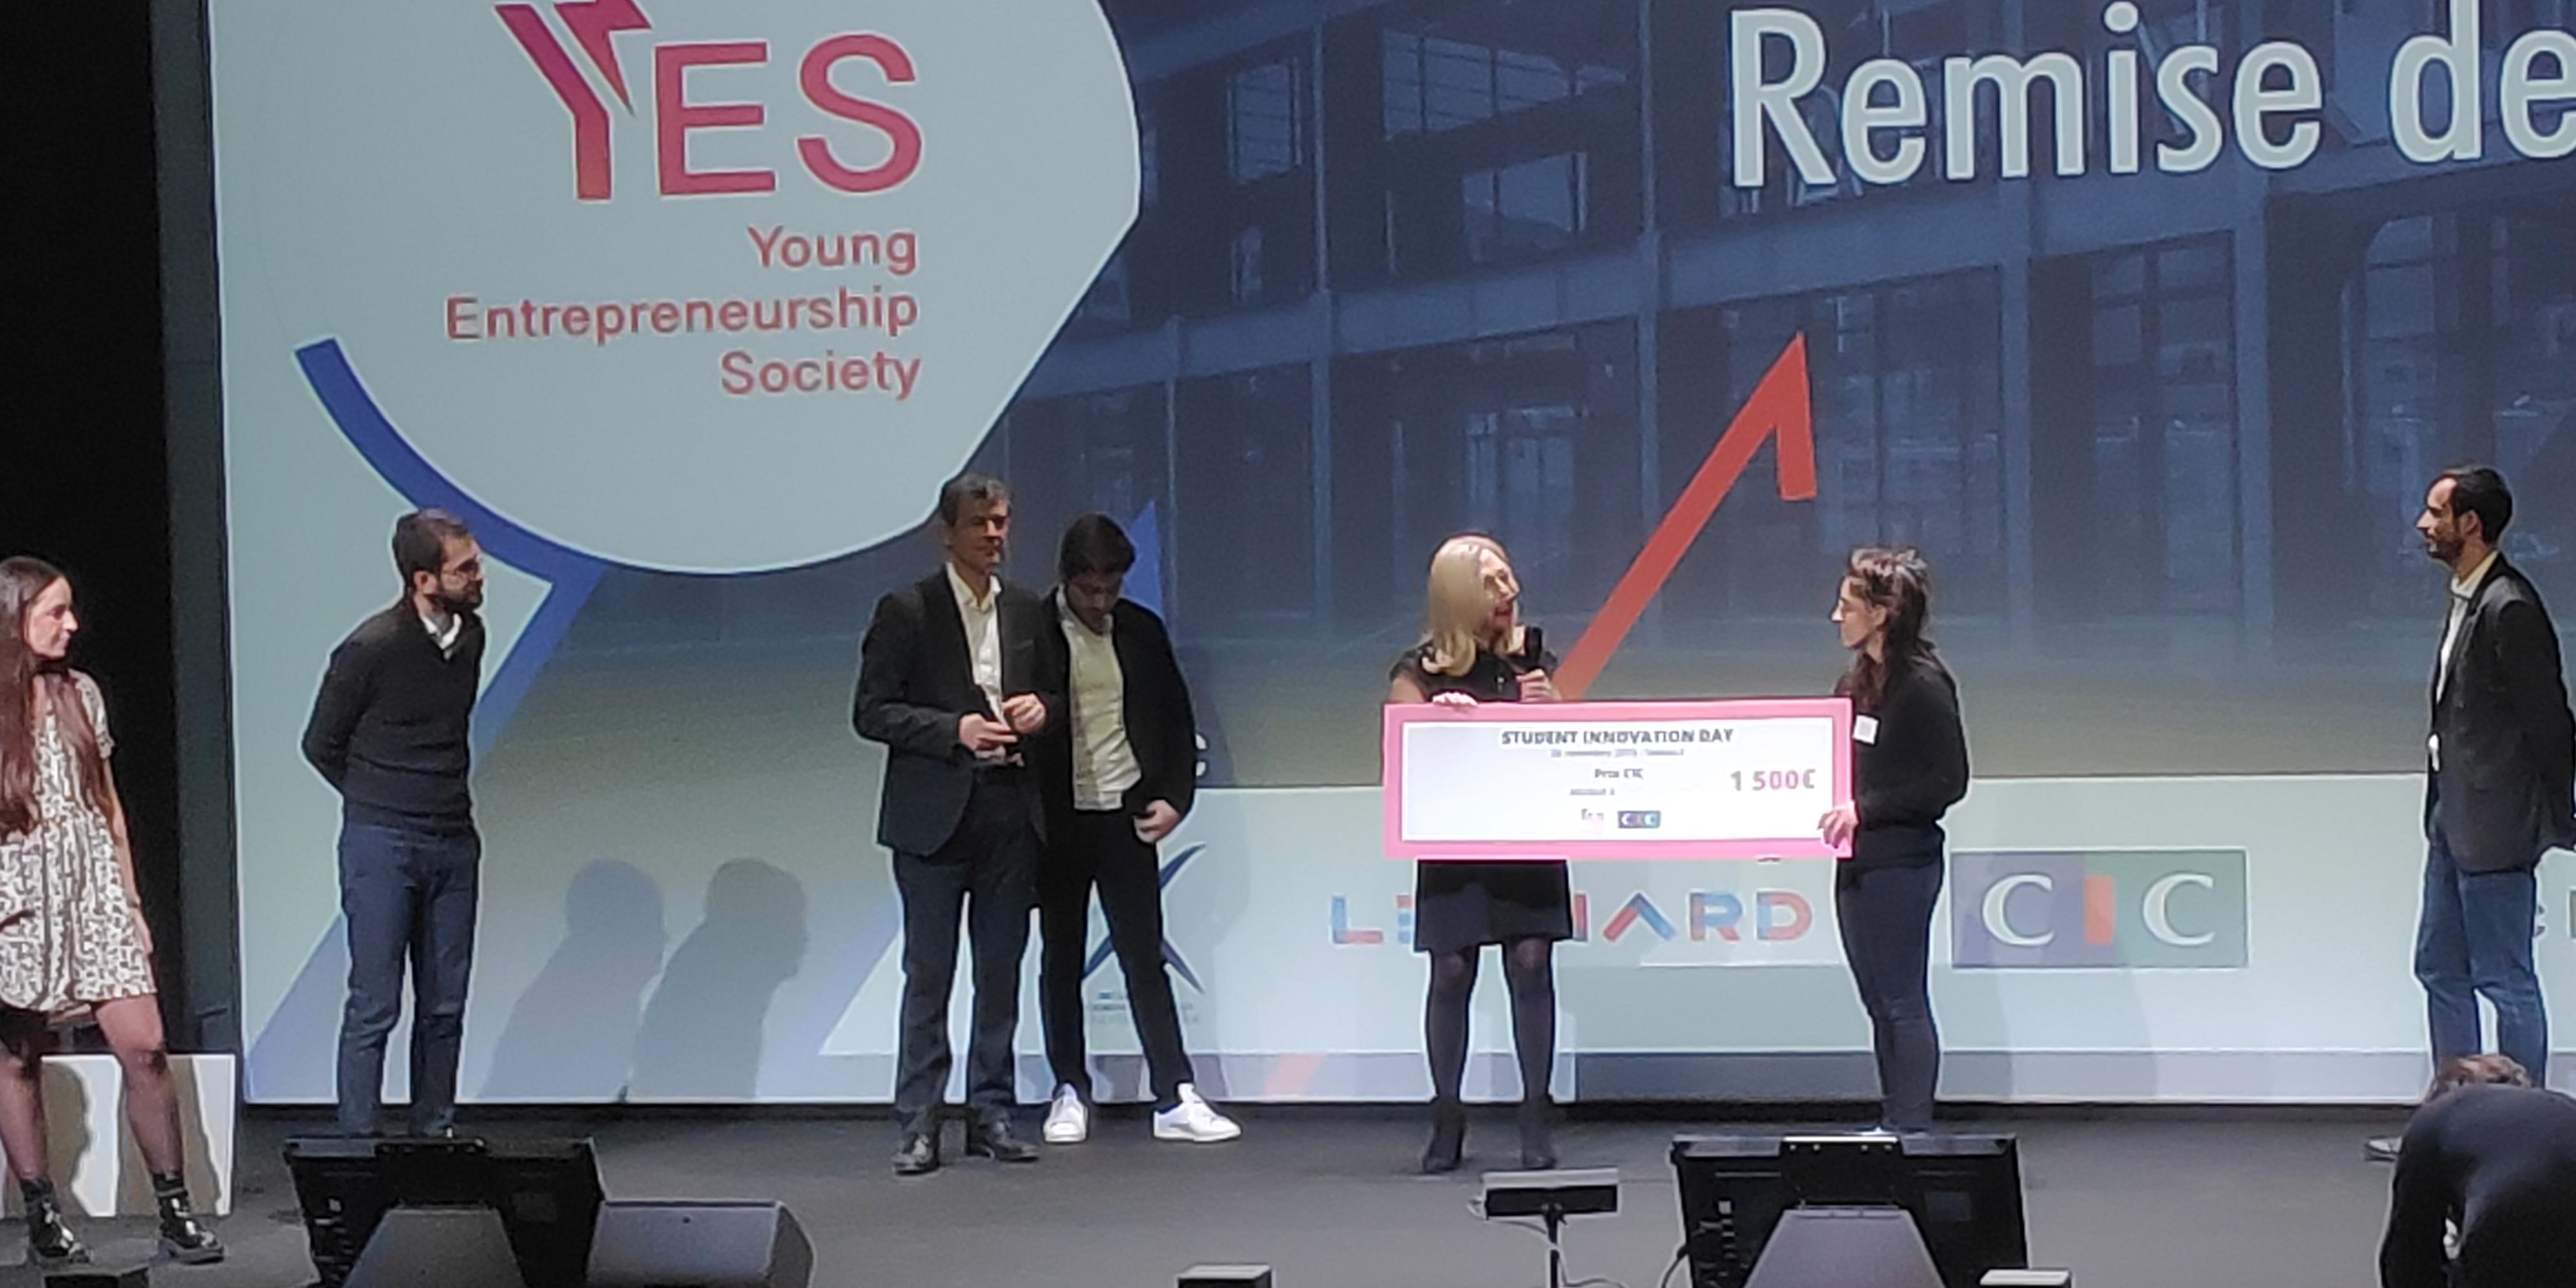 YES
Young
Entrepreneurship
Society
Remise de
STUDENT INNOVATION DAY
Prix CIC
1 500€
CIC
CIC